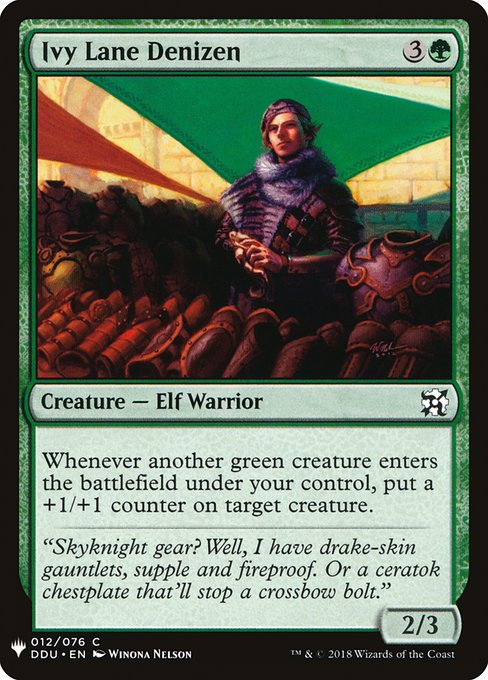 Ivy Lane Denizen 3
Creature — Elf Warrior
Whenever another green creature enters
the battlefield under your control, put a
+1/+1 counter on target creature.
“Skyknight gear? Well, I have drake-skin
gauntlets, supple and fireproof. Or a ceratok
chestplate that’ll stop a crossbow bolt.”
2/3
012/076 C
DDU • EN Winona Nelson
™ & © 2018 Wizards of the Coast